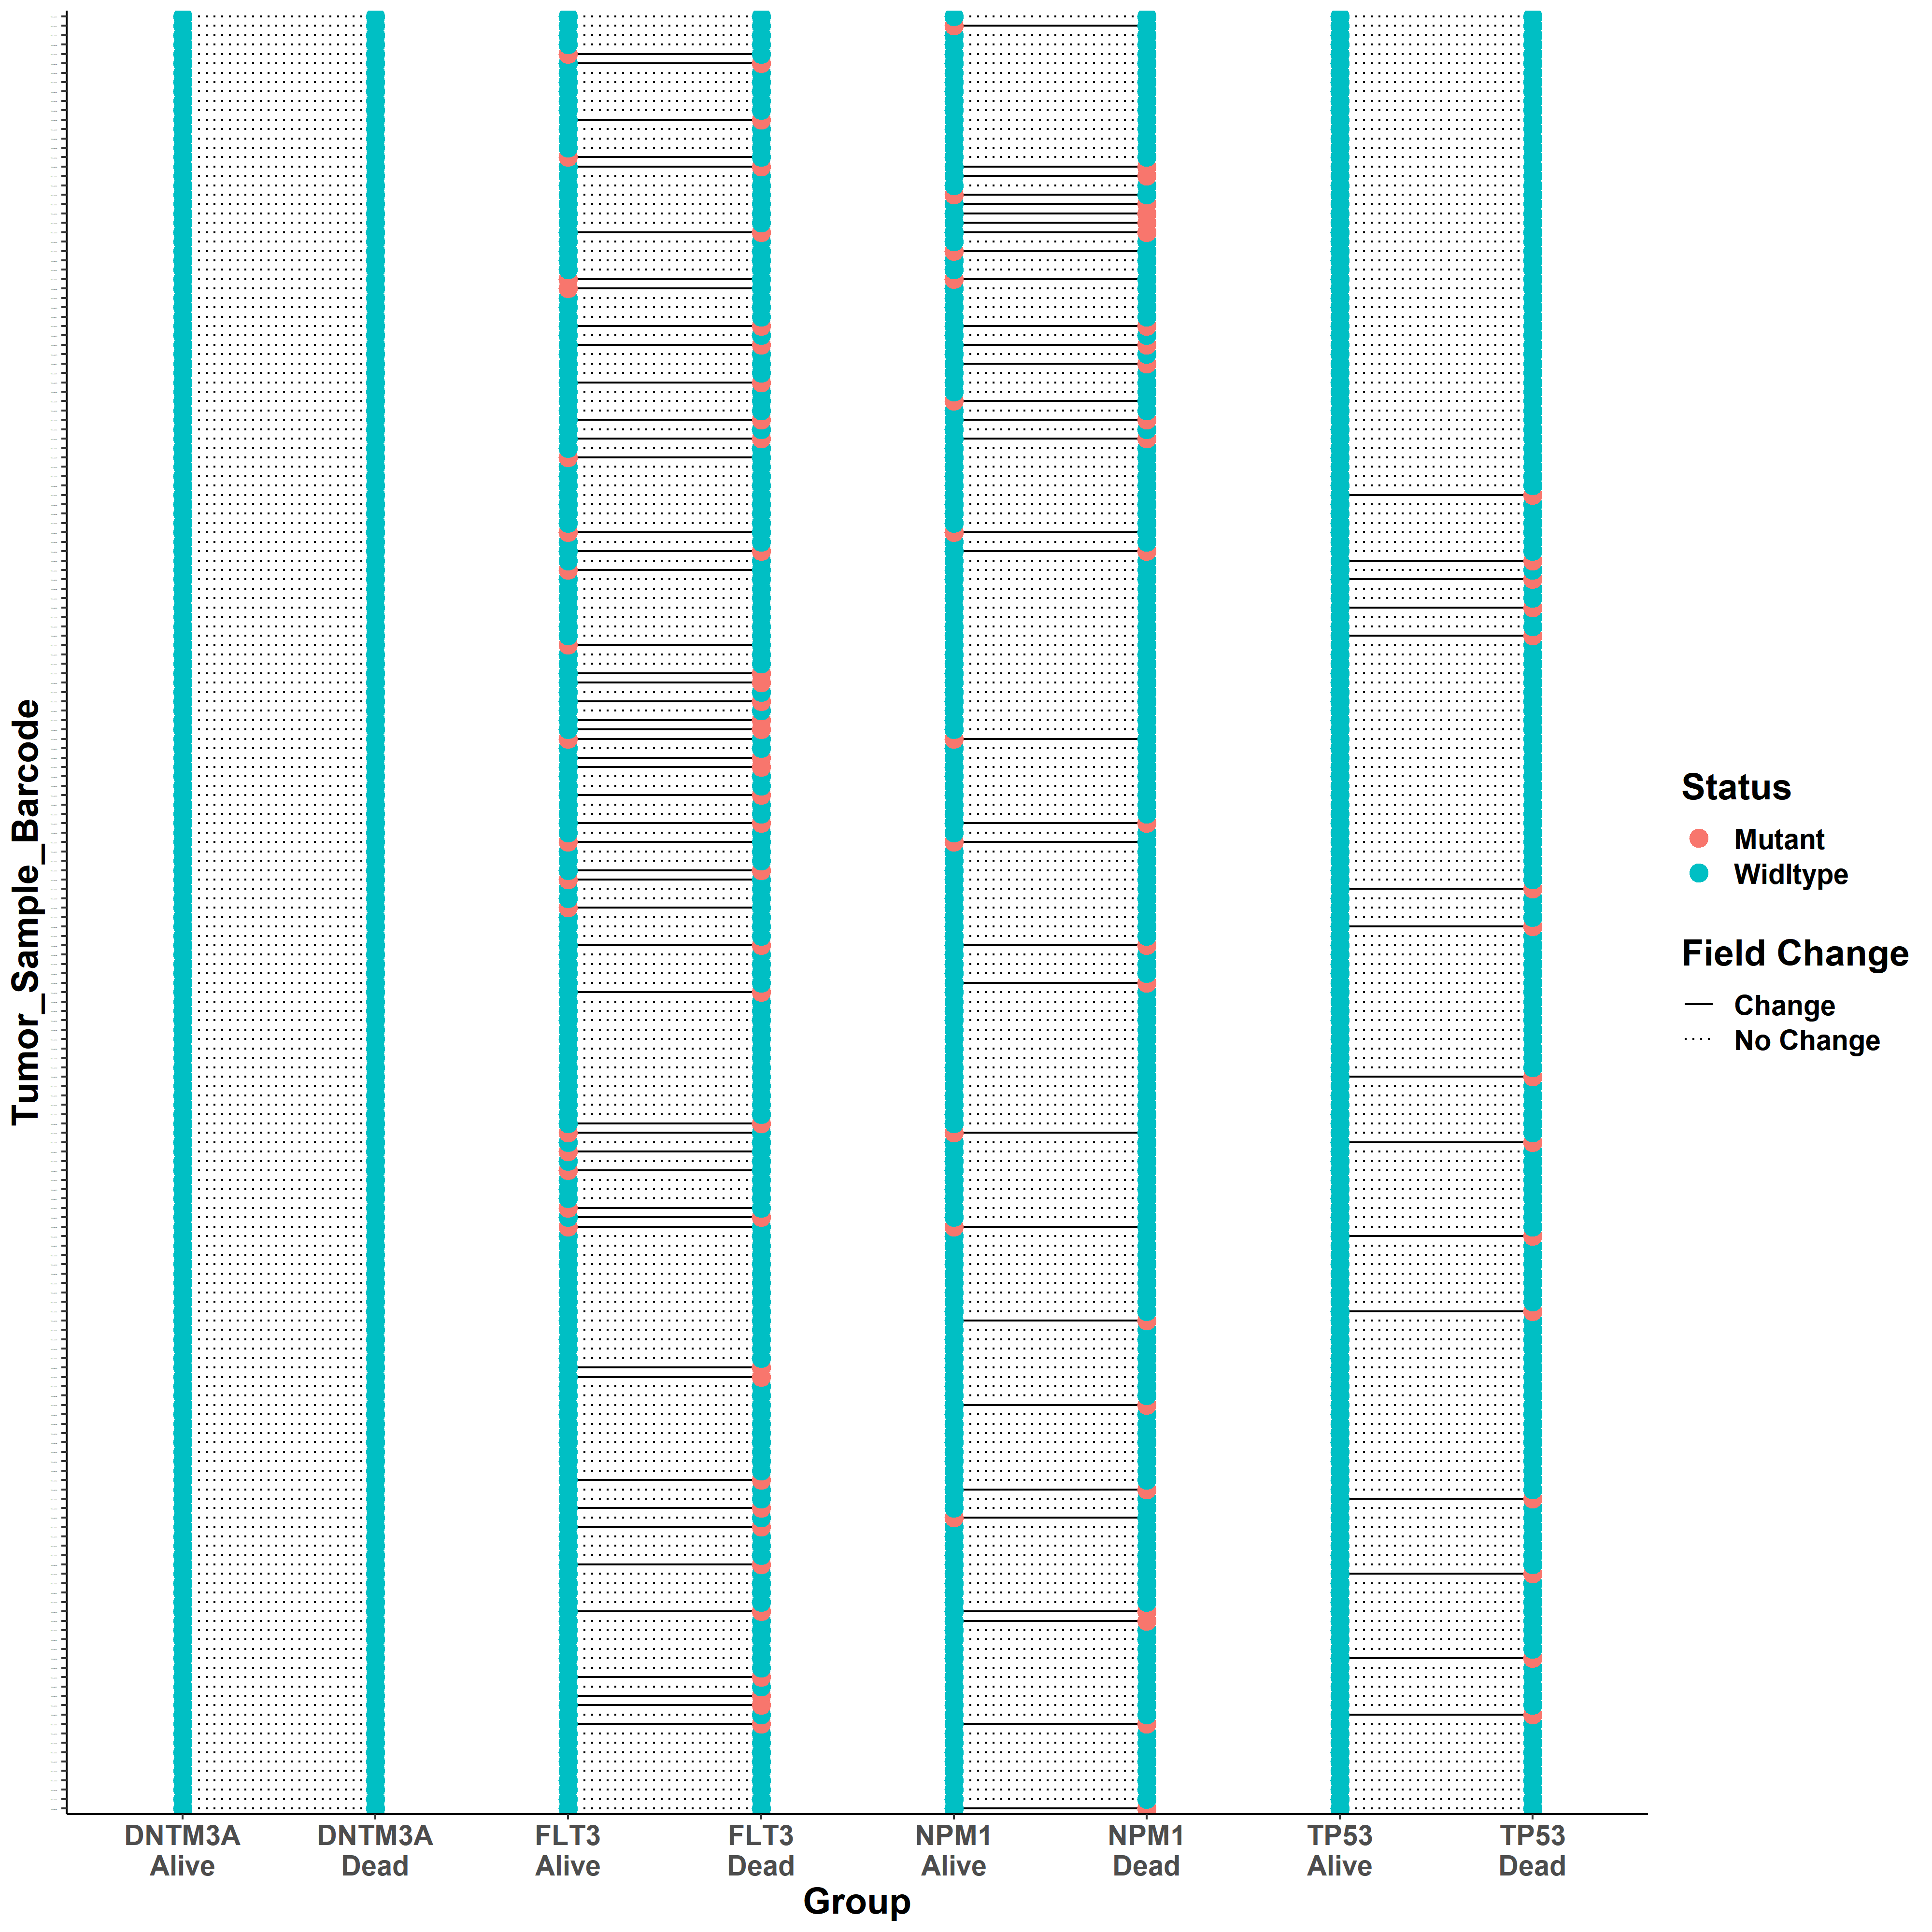 Tumor_Sample_Barcode
DNTM3A
Alive
DNTM3A
Dead
FLT3
Alive
FLT3
Dead
NPM1
Alive
NPM1
Dead
TP53
Alive
TP53
Dead
Group
Status
Mutant
Widltype
Field Change
Change
No Change